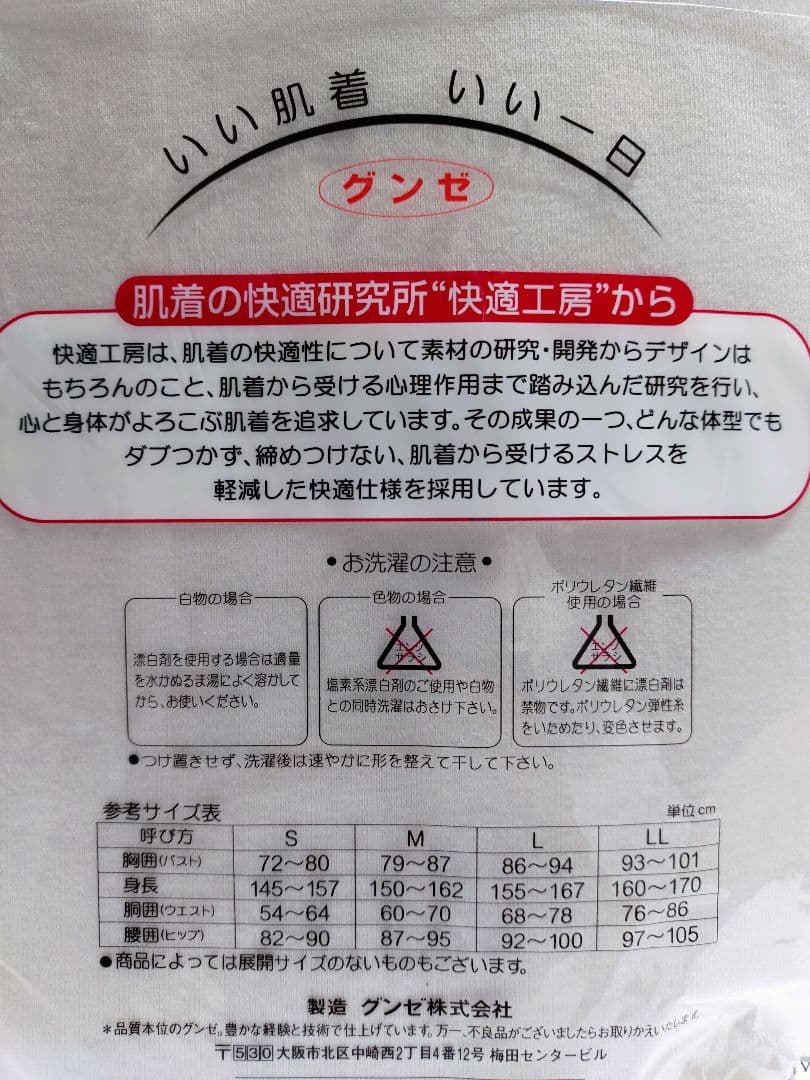 いい肌着　いい一日
グンゼ
肌着の快適研究所“快適工房”から
快適工房は、肌着の快適性について素材の研究・開発からデザインは
もちろんのこと、肌着から受ける心理作用まで踏み込んだ研究を行い、
心と身体がよろこぶ肌着を追求しています。その成果の一つ、どんな体型でも
ダブつかず、締めつけない、肌着から受けるストレスを
軽減した快適仕様を採用しています。
•お洗濯の注意•
白物の場合
漂白剤を使用する場合は適量
を水かぬるま湯によく溶かして
から、お使いください。
色物の場合
エンソ
サラシ
塩素系漂白剤のご使用や白物
との同時洗濯はおさけ下さい。
ポリウレタン繊維
使用の場合
エンソ
サラシ
ポリウレタン繊維に漂白剤は
禁物です。ポリウレタン弾性糸
をいためたり、変色させます。
●つけ置きせず、洗濯後は速やかに形を整えて干して下さい。
参考サイズ表 単位cm
呼び方 S M L LL
胸囲(バスト) 72〜80 79〜87 86〜94 93〜101
身長 145〜157 150〜162 155〜167 160〜170
胴囲(ウエスト) 54〜64 60〜70 68〜78 76〜86
腰囲(ヒップ) 82〜90 87〜95 92〜100 97〜105
●商品によっては展開サイズのないものもございます。
製造 グンゼ株式会社
＊品質本位のグンゼ。豊かな経験と技術で仕上げています。万一、不良品がございましたらお取りかえいたします。
〒530 大阪市北区中崎西2丁目4番12号 梅田センタービル